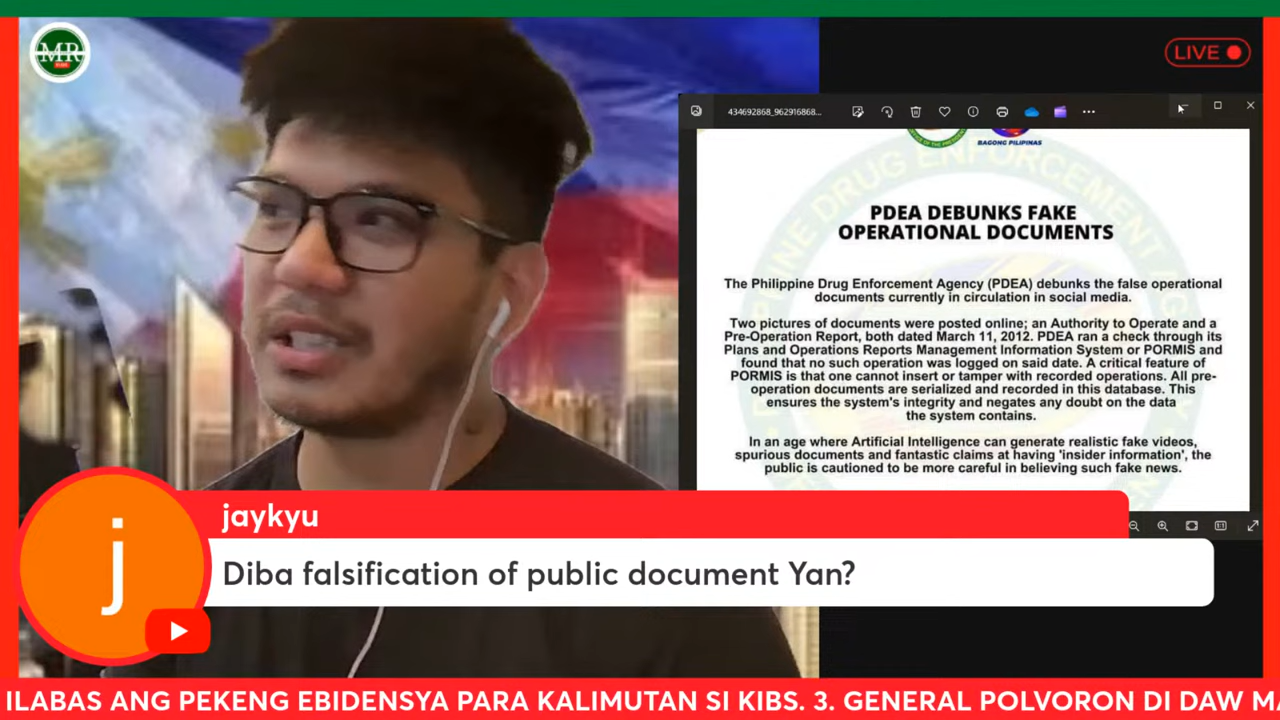 MR
LIVE
434692868_962916868...
BAGONG PILIPINAS
PHILIPPINE DRUG ENFORCEMENT AGENCY
PDEA DEBUNKS FAKE
OPERATIONAL DOCUMENTS
The Philippine Drug Enforcement Agency (PDEA) debunks the false operational
documents currently in circulation in social media.
Two pictures of documents were posted online; an Authority to Operate and a
Pre-Operation Report, both dated March 11, 2012. PDEA ran a check through its
Plans and Operations Reports Management Information System or PORMIS and
found that no such operation was logged on said date. A critical feature of
PORMIS is that one cannot insert or tamper with recorded operations. All pre-
operation documents are serialized and recorded in this database. This
ensures the system's integrity and negates any doubt on the data
the system contains.
In an age where Artificial Intelligence can generate realistic fake videos,
spurious documents and fantastic claims at having 'insider information', the
public is cautioned to be more careful in believing such fake news.
j
jaykyu
Diba falsification of public document Yan?
ILABAS ANG PEKENG EBIDENSYA PARA KALIMUTAN SI KIBS. 3. GENERAL POLVORON DI DAW MA